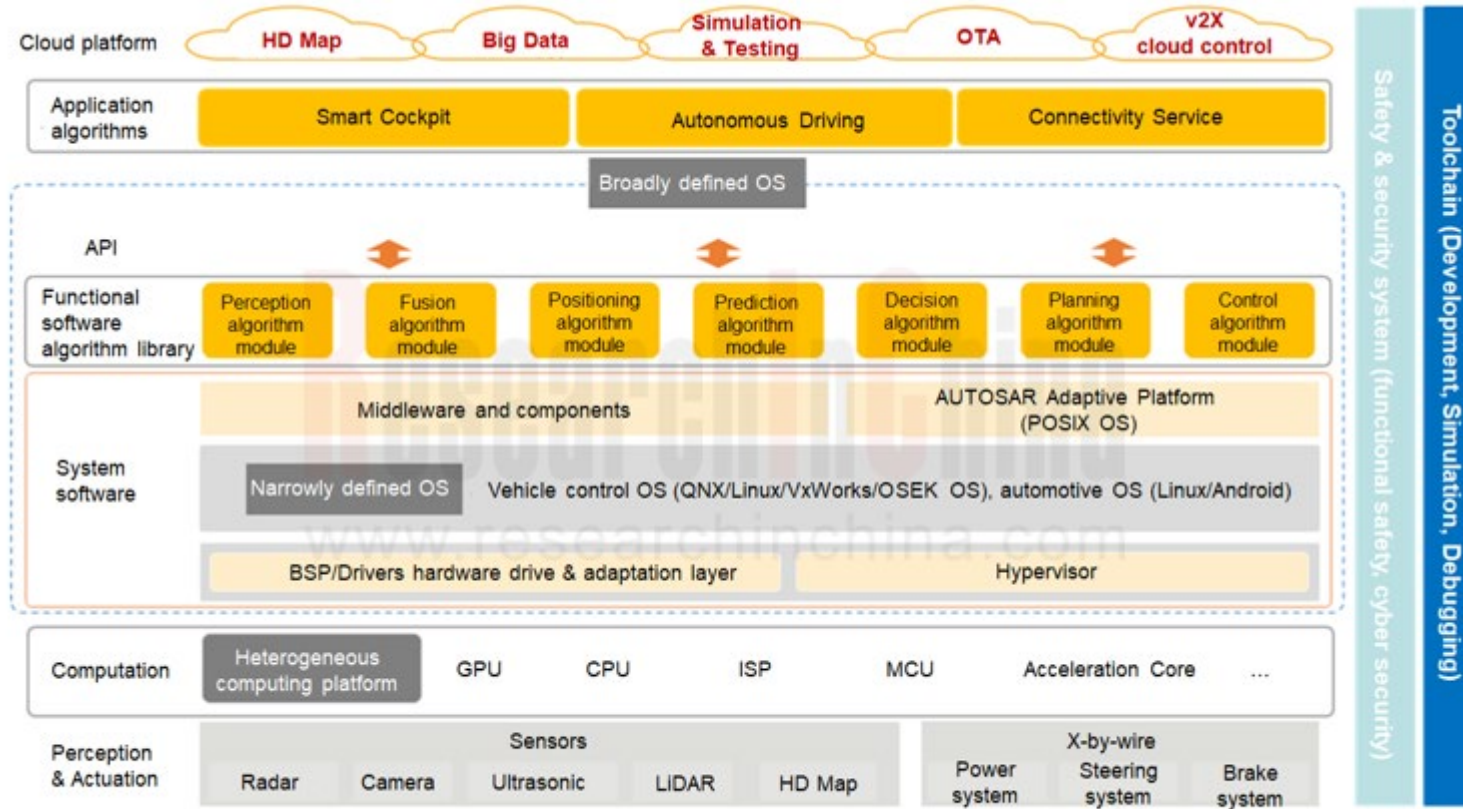 Cloud platform
HD Map
Big Data
Simulation
& Testing
OTA
v2X
cloud control
Application
algorithms
Smart Cockpit
Autonomous Driving
Connectivity Service
Broadly defined OS
API
Functional
software
algorithm library
Perception
algorithm
module
Fusion
algorithm
module
Positioning
algorithm
module
Prediction
algorithm
module
Decision
algorithm
module
Planning
algorithm
module
Control
algorithm
module
System
software
Middleware and components
AUTOSAR Adaptive Platform
(POSIX OS)
Narrowly defined OS
Vehicle control OS (QNX/Linux/VxWorks/OSEK OS), automotive OS (Linux/Android)
BSP/Drivers hardware drive & adaptation layer
Hypervisor
Computation
Heterogeneous
computing platform
GPU
CPU
ISP
MCU
Acceleration Core
...
Perception
& Actuation
Sensors
Radar
Camera
Ultrasonic
LiDAR
HD Map
X-by-wire
Power
system
Steering
system
Brake
system
Safety & security system (functional safety, cyber security)
Toolchain (Development, Simulation, Debugging)
ResearchInChina
www.researchinchina.com